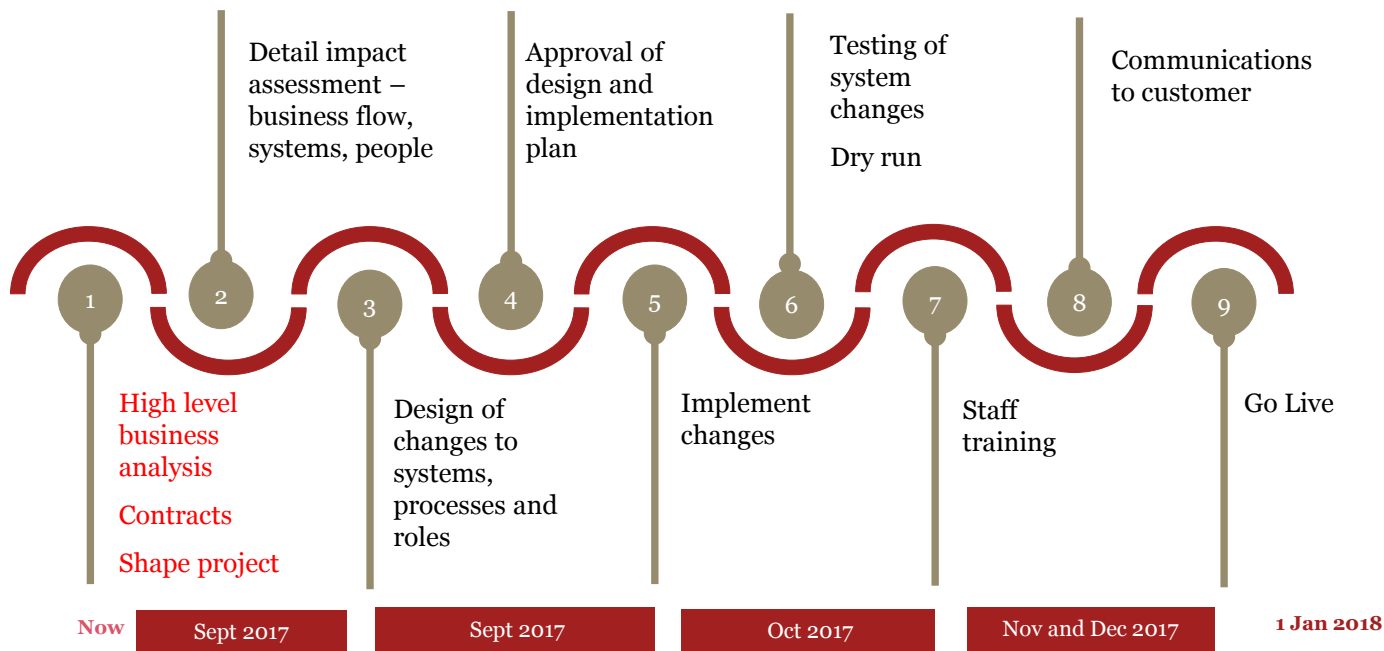 Detail impact
assessment –
business flow,
systems, people
Approval of
design and
implementation
plan
Testing of
system
changes
Dry run
Communications
to customer
1
2
3
4
5
6
7
8
9
High level
business
analysis
Contracts
Shape project
Design of
changes to
systems,
processes and
roles
Implement
changes
Staff
training
Go Live
Now
Sept 2017
Sept 2017
Oct 2017
Nov and Dec 2017
1 Jan 2018